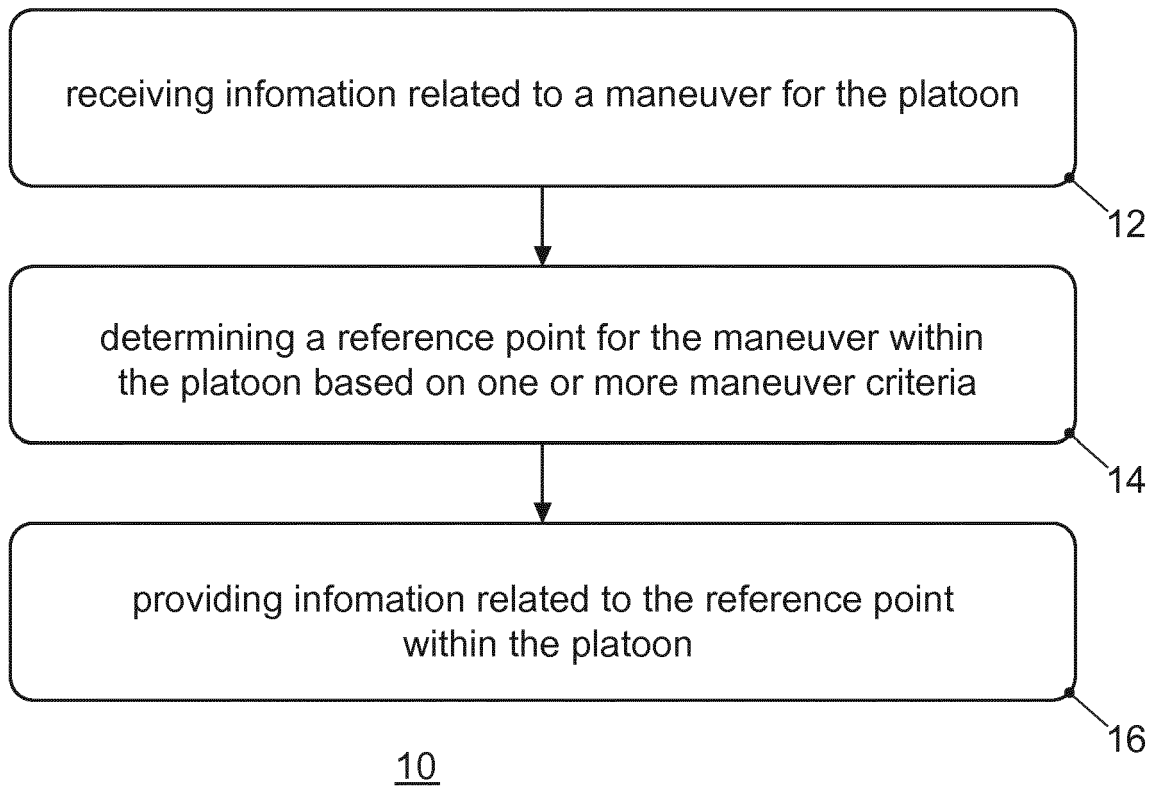 receiving infomation related to a maneuver for the platoon
12
determining a reference point for the maneuver within
the platoon based on one or more maneuver criteria
14
providing infomation related to the reference point
within the platoon
16
10